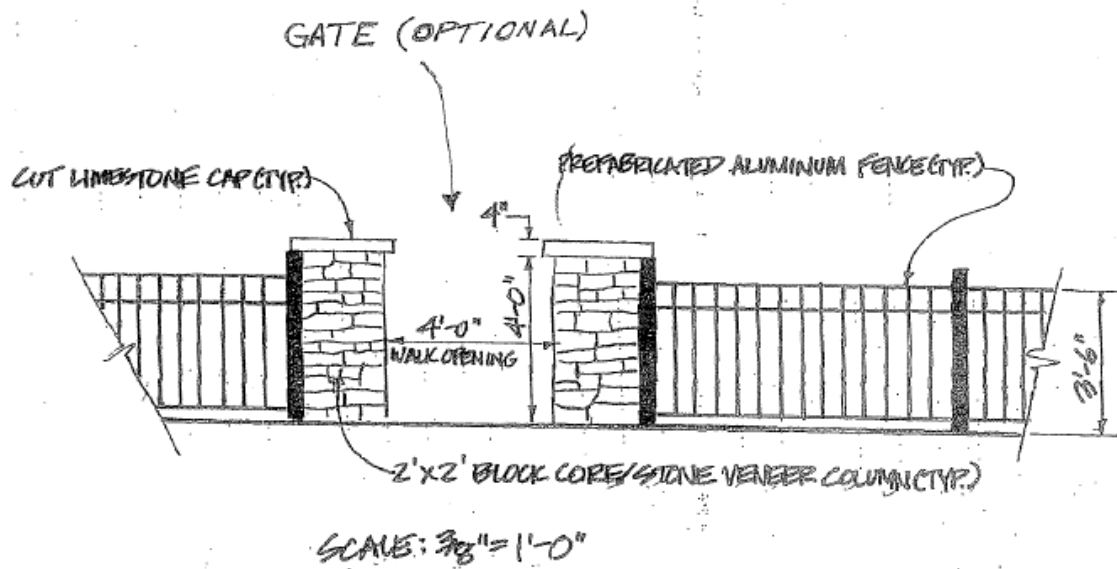 GATE (OPTIONAL)
CUT LIMESTONE CAP (TYP.)
PREFABRICATED ALUMINUM FENCE (TYP.)
4"
4'-0"
WALK OPENING
4'-0"
3'-6"
2'X2' BLOCK CORE/STONE VENEER COLUMN (TYP.)
SCALE: 3/8"=1'-0"